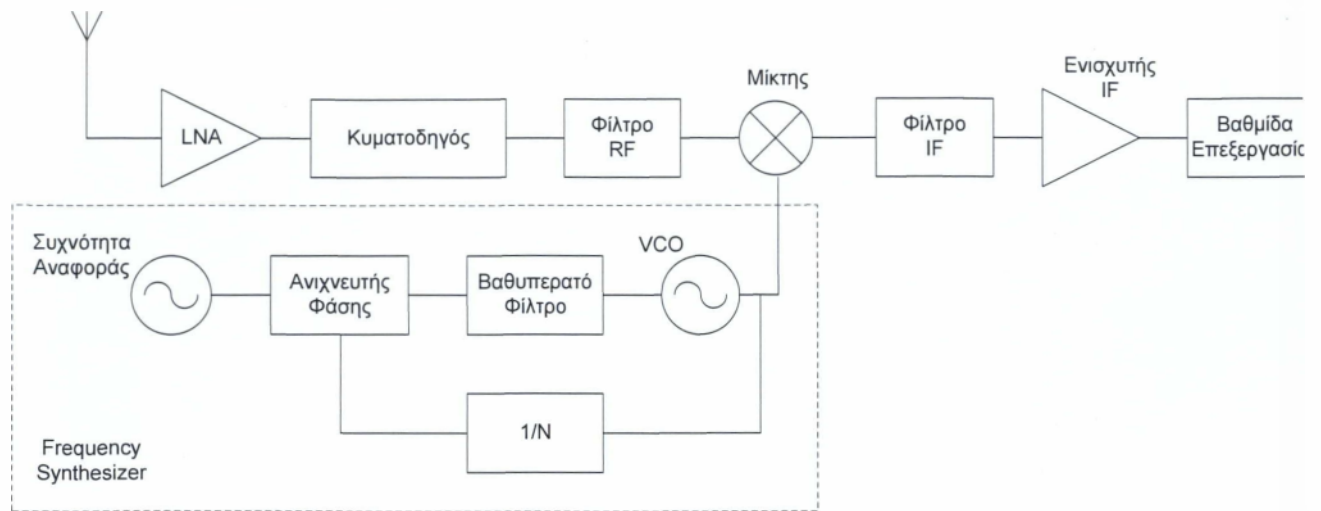 Μίκτης
Ενισχυτής
IF
LNA
Κυματοδηγός
Φίλτρο
RF
Φίλτρο
IF
Βαθμίδα
Επεξεργασίο
Συχνότητα
Αναφοράς
Ανιχνευτής
Φάσης
Βαθυπερατό
Φίλτρο
VCO
1/N
Frequency
Synthesizer